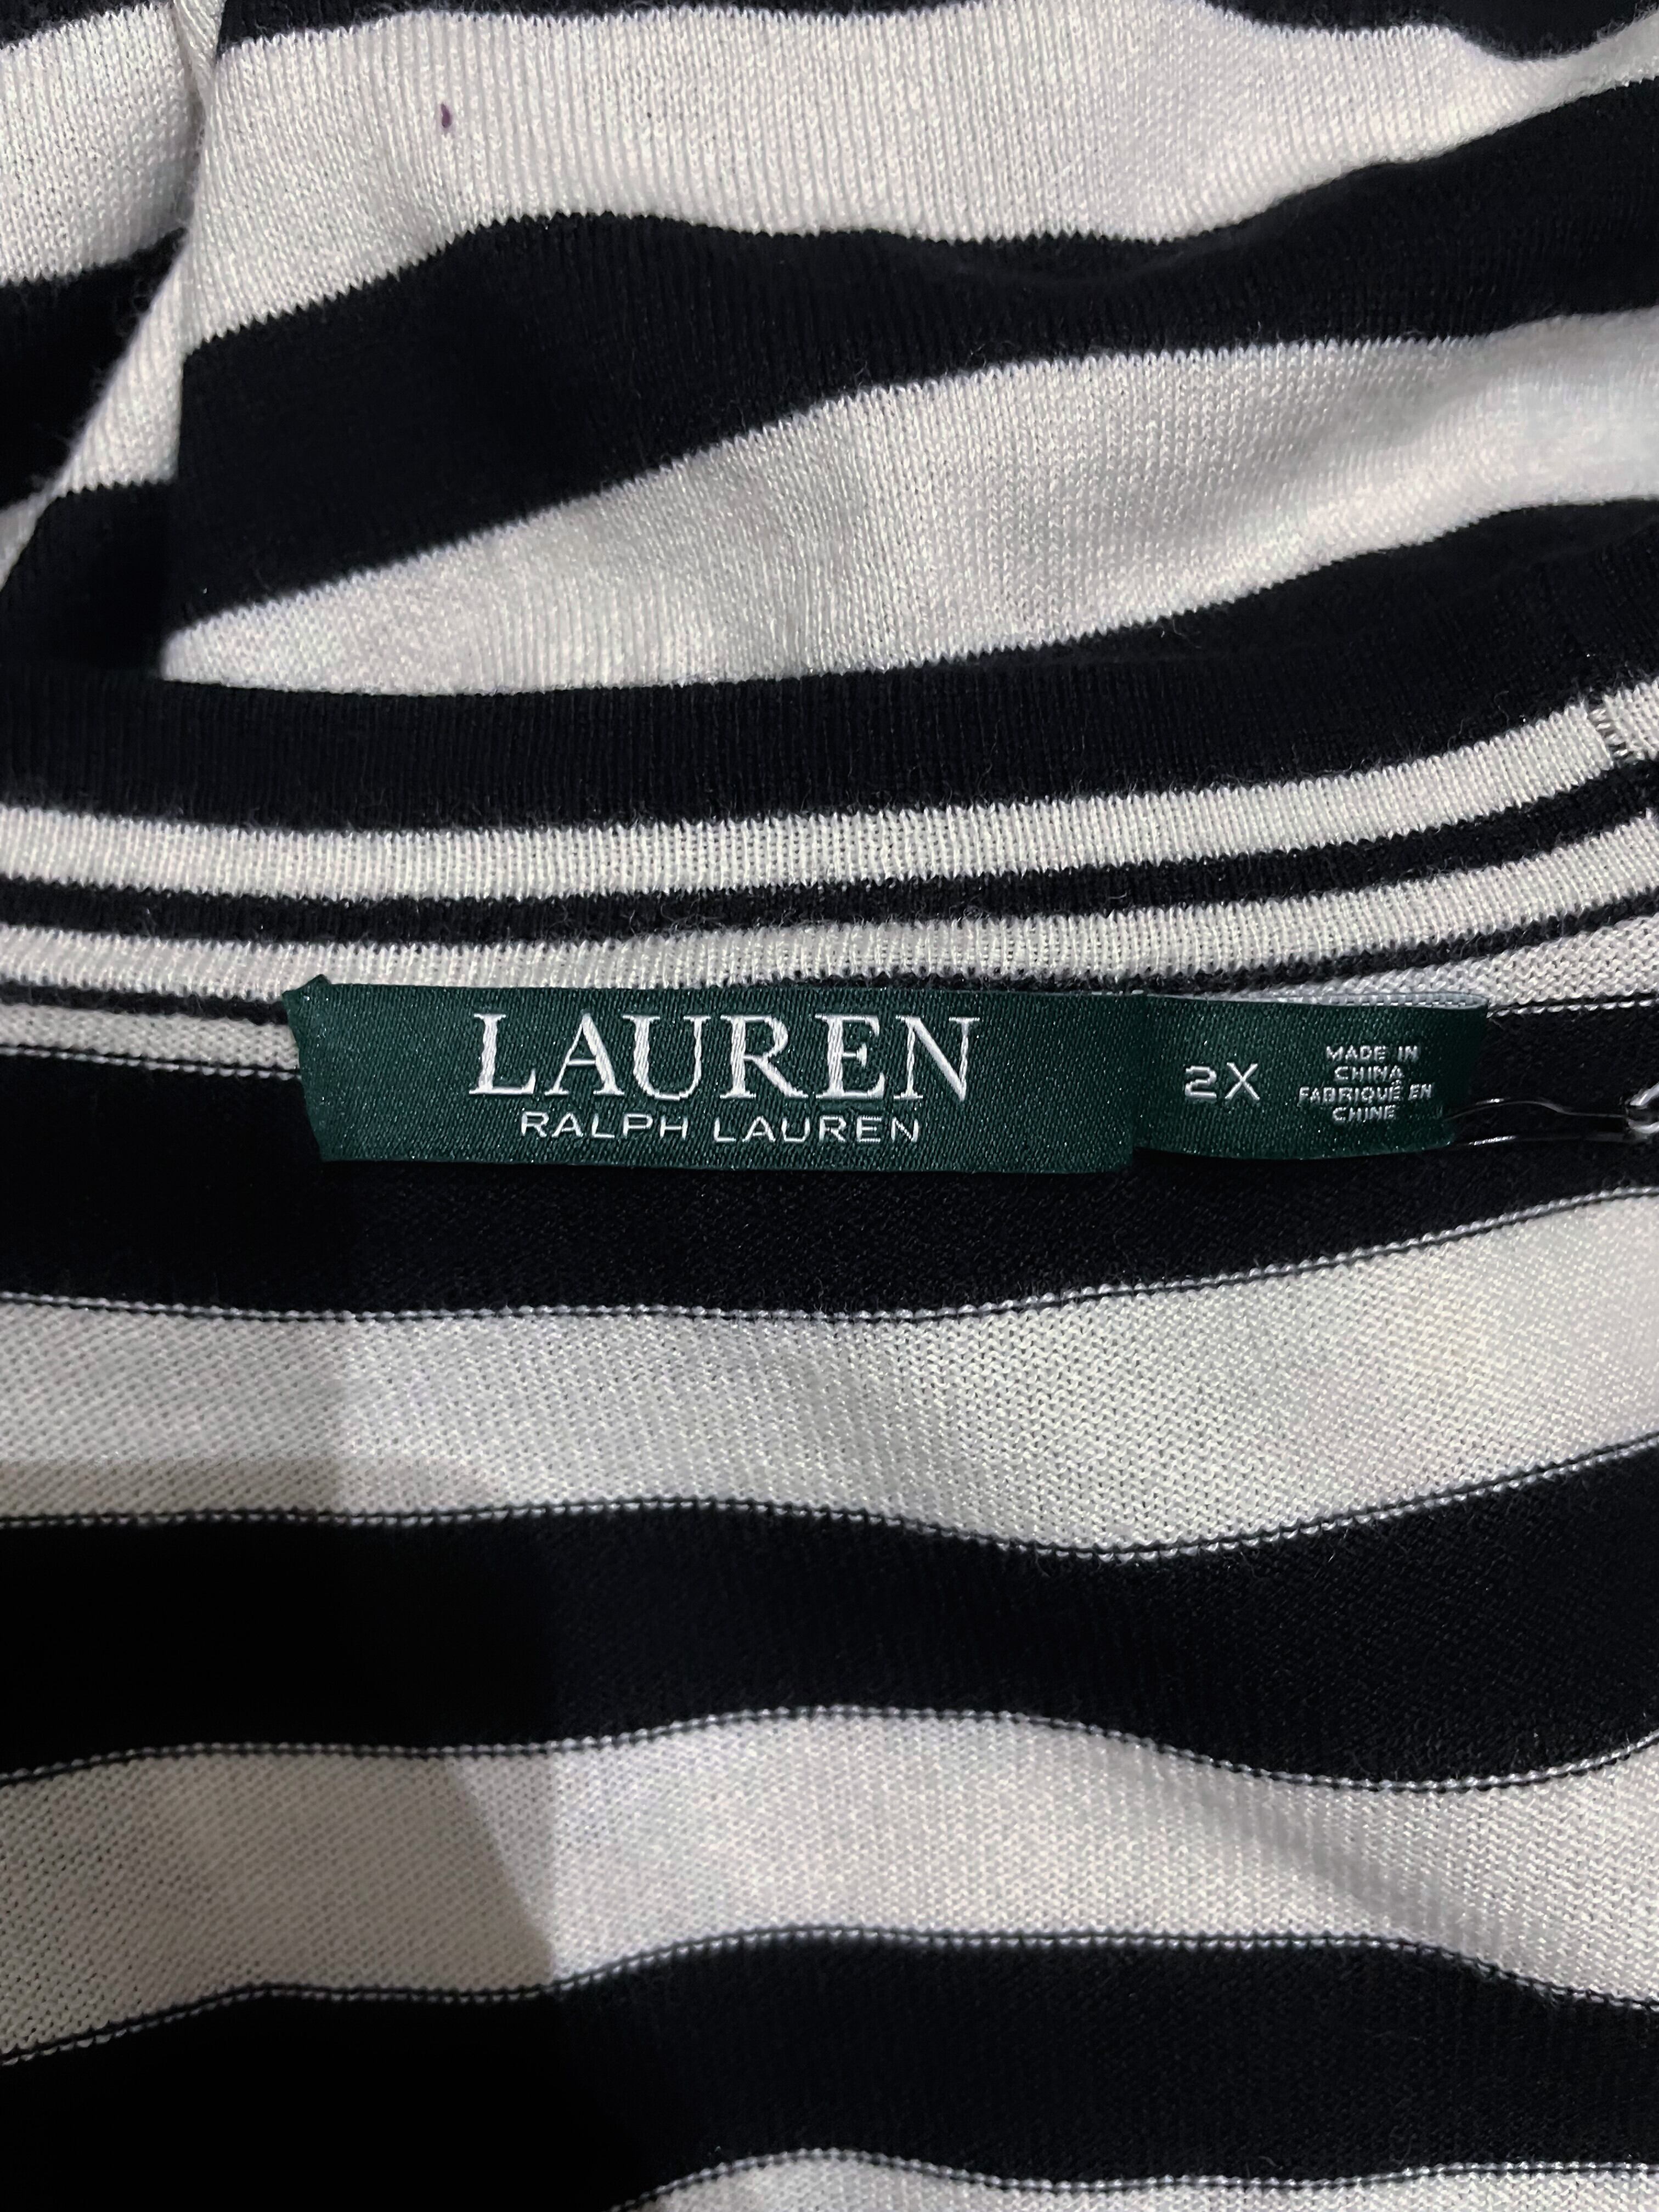 LAUREN
RALPH LAUREN
2X
MADE IN
CHINA
FABRIQUÉ EN
CHINE